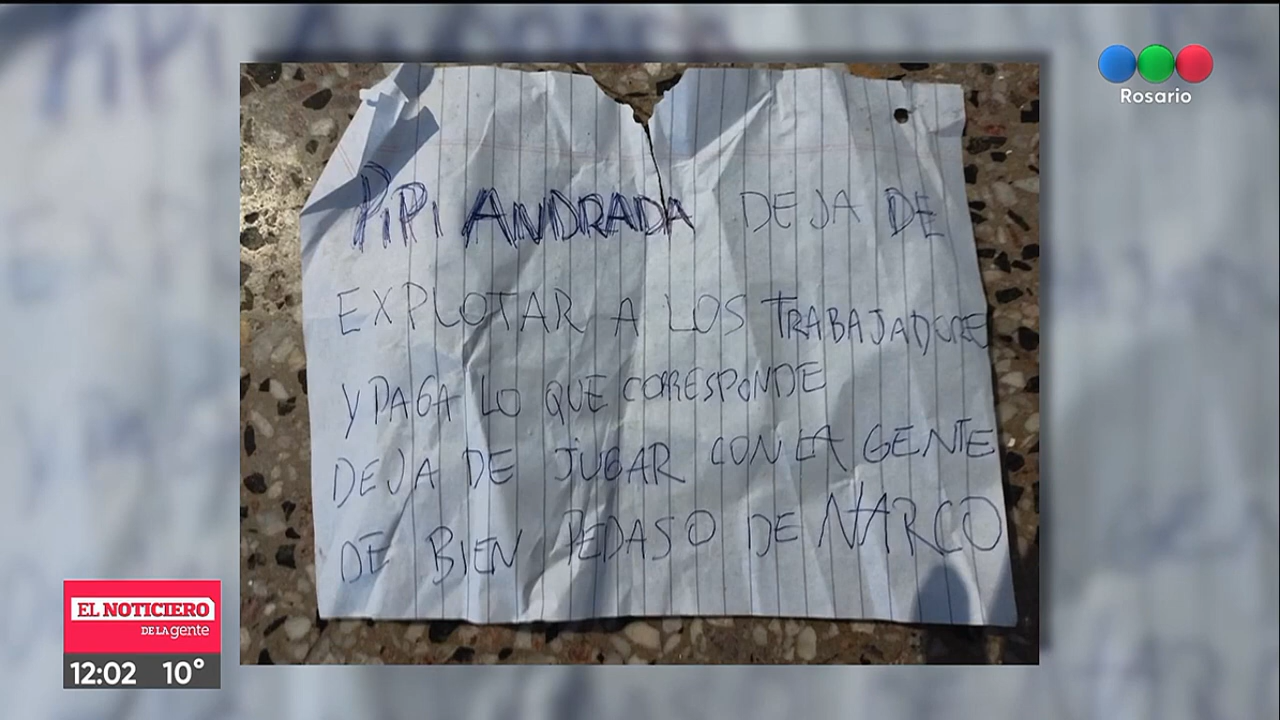 Rosario
PiPi ANDRADA DEJA DE
EXPLOTAR A LOS TRABAJADORE
Y PAGA LO QUE CORRESPONDE
DEJA DE JUGAR CON LA GENTE
DE BIEN PEDASO DE NARCO
EL NOTICIERO
DE LA gente
12:02 10°